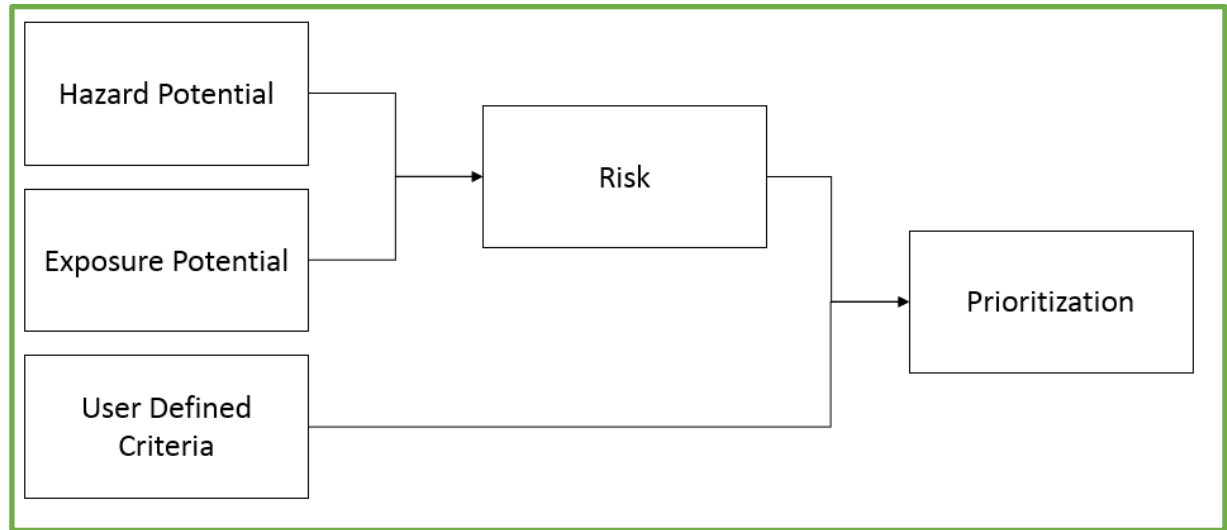 Hazard Potential
Risk
Exposure Potential
Prioritization
User Defined
Criteria